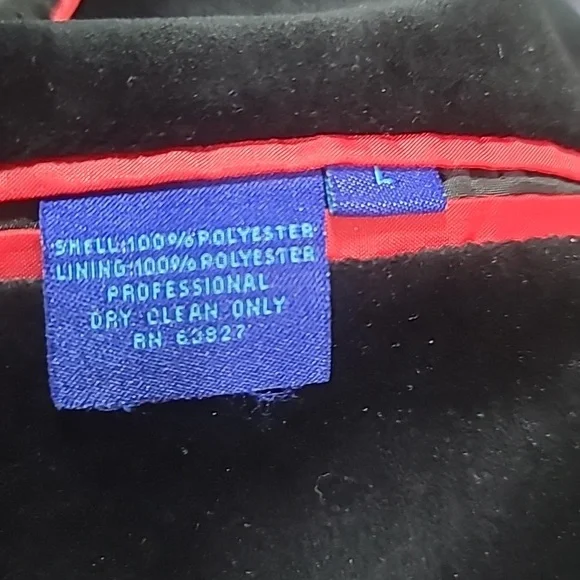 L
SHELL:100% POLYESTER
LINING:100% POLYESTER
PROFESSIONAL
DRY CLEAN ONLY
RN 63827